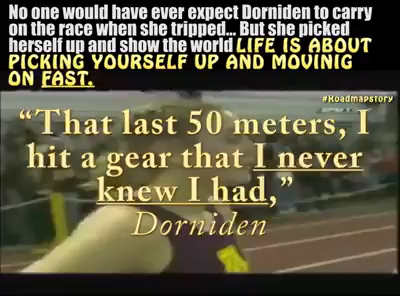 No one would have ever expect Dorniden to carry
on the race when she tripped... But she picked
herself up and show the world LIFE IS ABOUT
PICKING YOURSELF UP AND MOVINIG
ON FAST.
#Roadmapstory
“That last 50 meters, I
hit a gear that I never
knew I had,”
Dorniden